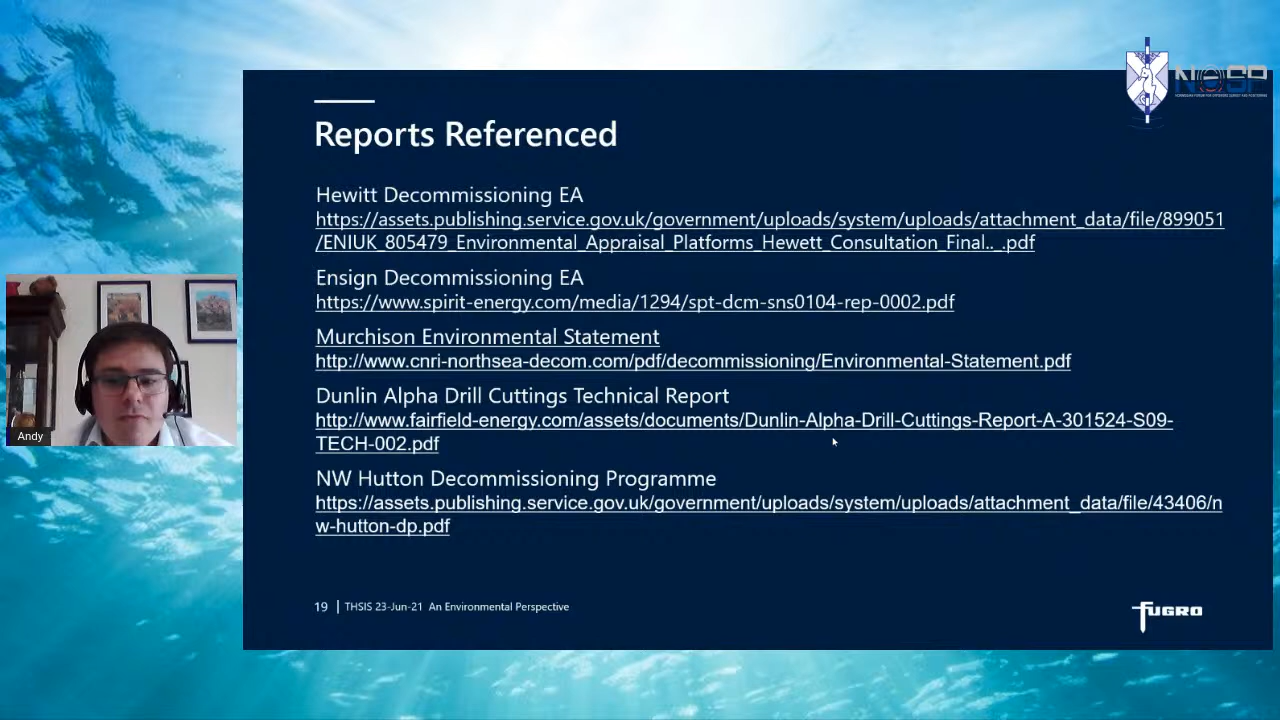 NOSP
Reports Referenced
Hewitt Decommissioning EA
https://assets.publishing.service.gov.uk/government/uploads/system/uploads/attachment_data/file/899051
/ENIUK_805479_Environmental_Appraisal_Platforms_Hewett_Consultation_Final.._.pdf
Ensign Decommissioning EA
https://www.spirit-energy.com/media/1294/spt-dcm-sns0104-rep-0002.pdf
Murchison Environmental Statement
http://www.cnri-northsea-decom.com/pdf/decommissioning/Environmental-Statement.pdf
Dunlin Alpha Drill Cuttings Technical Report
http://www.fairfield-energy.com/assets/documents/Dunlin-Alpha-Drill-Cuttings-Report-A-301524-S09-
TECH-002.pdf
NW Hutton Decommissioning Programme
https://assets.publishing.service.gov.uk/government/uploads/system/uploads/attachment_data/file/43406/n
w-hutton-dp.pdf
Andy
19 | THSIS 23-Jun-21 An Environmental Perspective
FUGRO